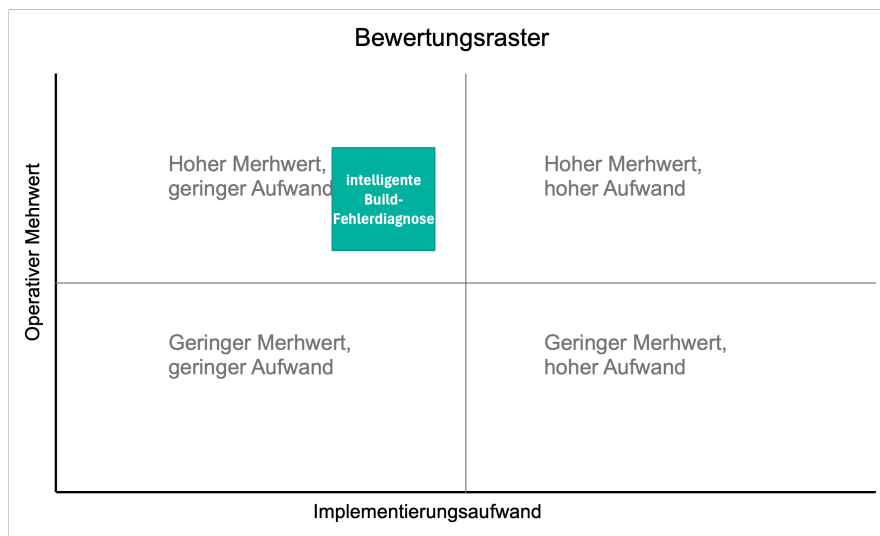 Bewertungsraster
Operativer Mehrwert
Hoher Merhwert,
geringer Aufwand
intelligente
Build-
Fehlerdiagnose
Hoher Merhwert,
hoher Aufwand
Geringer Merhwert,
geringer Aufwand
Geringer Merhwert,
hoher Aufwand
Implementierungsaufwand